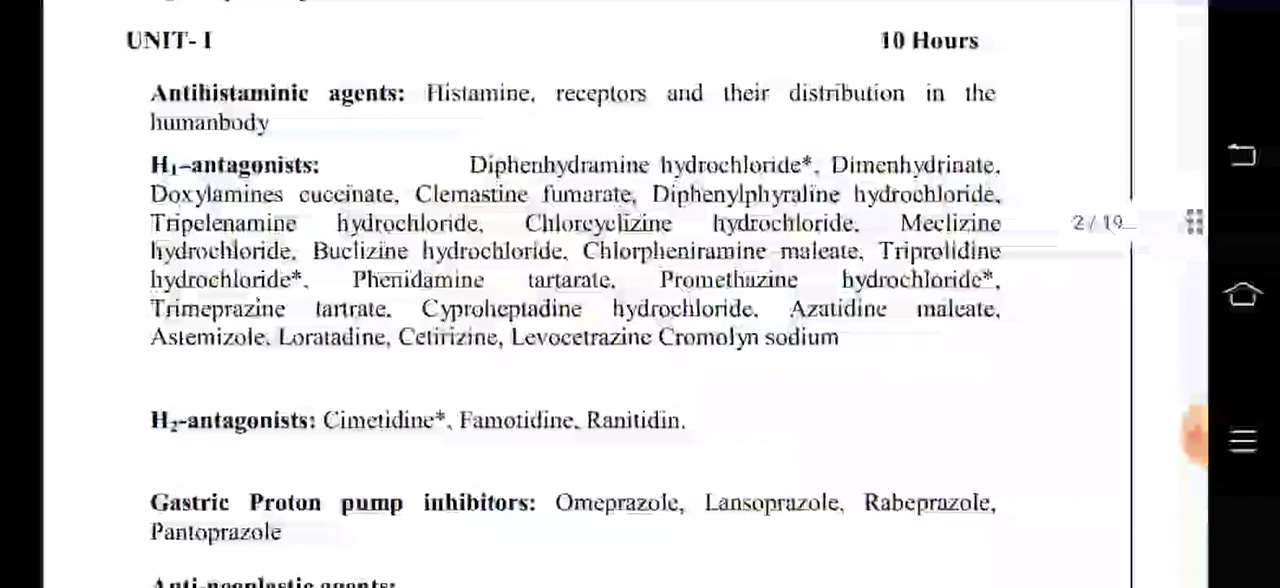 UNIT- I 10 Hours
Antihistaminic agents: Histamine, receptors and their distribution in the
humanbody
H1–antagonists: Diphenhydramine hydrochloride*, Dimenhydrinate,
Doxylamines cuccinate, Clemastine fumarate, Diphenylphyraline hydrochloride,
Tripelenamine hydrochloride, Chlorcyclizine hydrochloride, Meclizine
hydrochloride, Buclizine hydrochloride, Chlorpheniramine maleate, Triprolidine
hydrochloride*, Phenidamine tartarate, Promethazine hydrochloride*,
Trimeprazine tartrate, Cyproheptadine hydrochloride, Azatidine maleate,
Astemizole, Loratadine, Cetirizine, Levocetrazine Cromolyn sodium
2 / 19
H2-antagonists: Cimetidine*, Famotidine, Ranitidin.
Gastric Proton pump inhibitors: Omeprazole, Lansoprazole, Rabeprazole,
Pantoprazole
Anti-neoplastic agents: